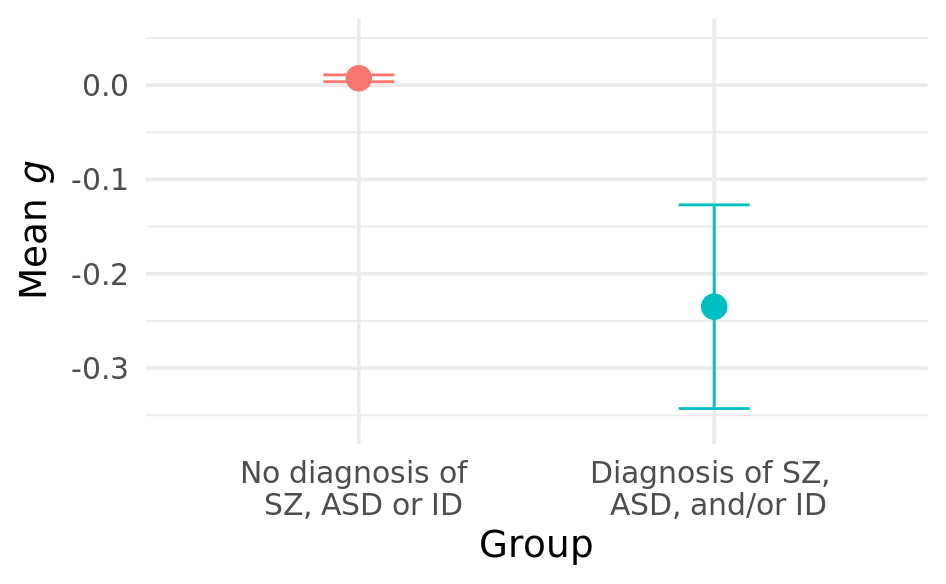 Mean g
0.0
-0.1
-0.2
-0.3
No diagnosis of
SZ, ASD or ID
Diagnosis of SZ,
ASD, and/or ID
Group